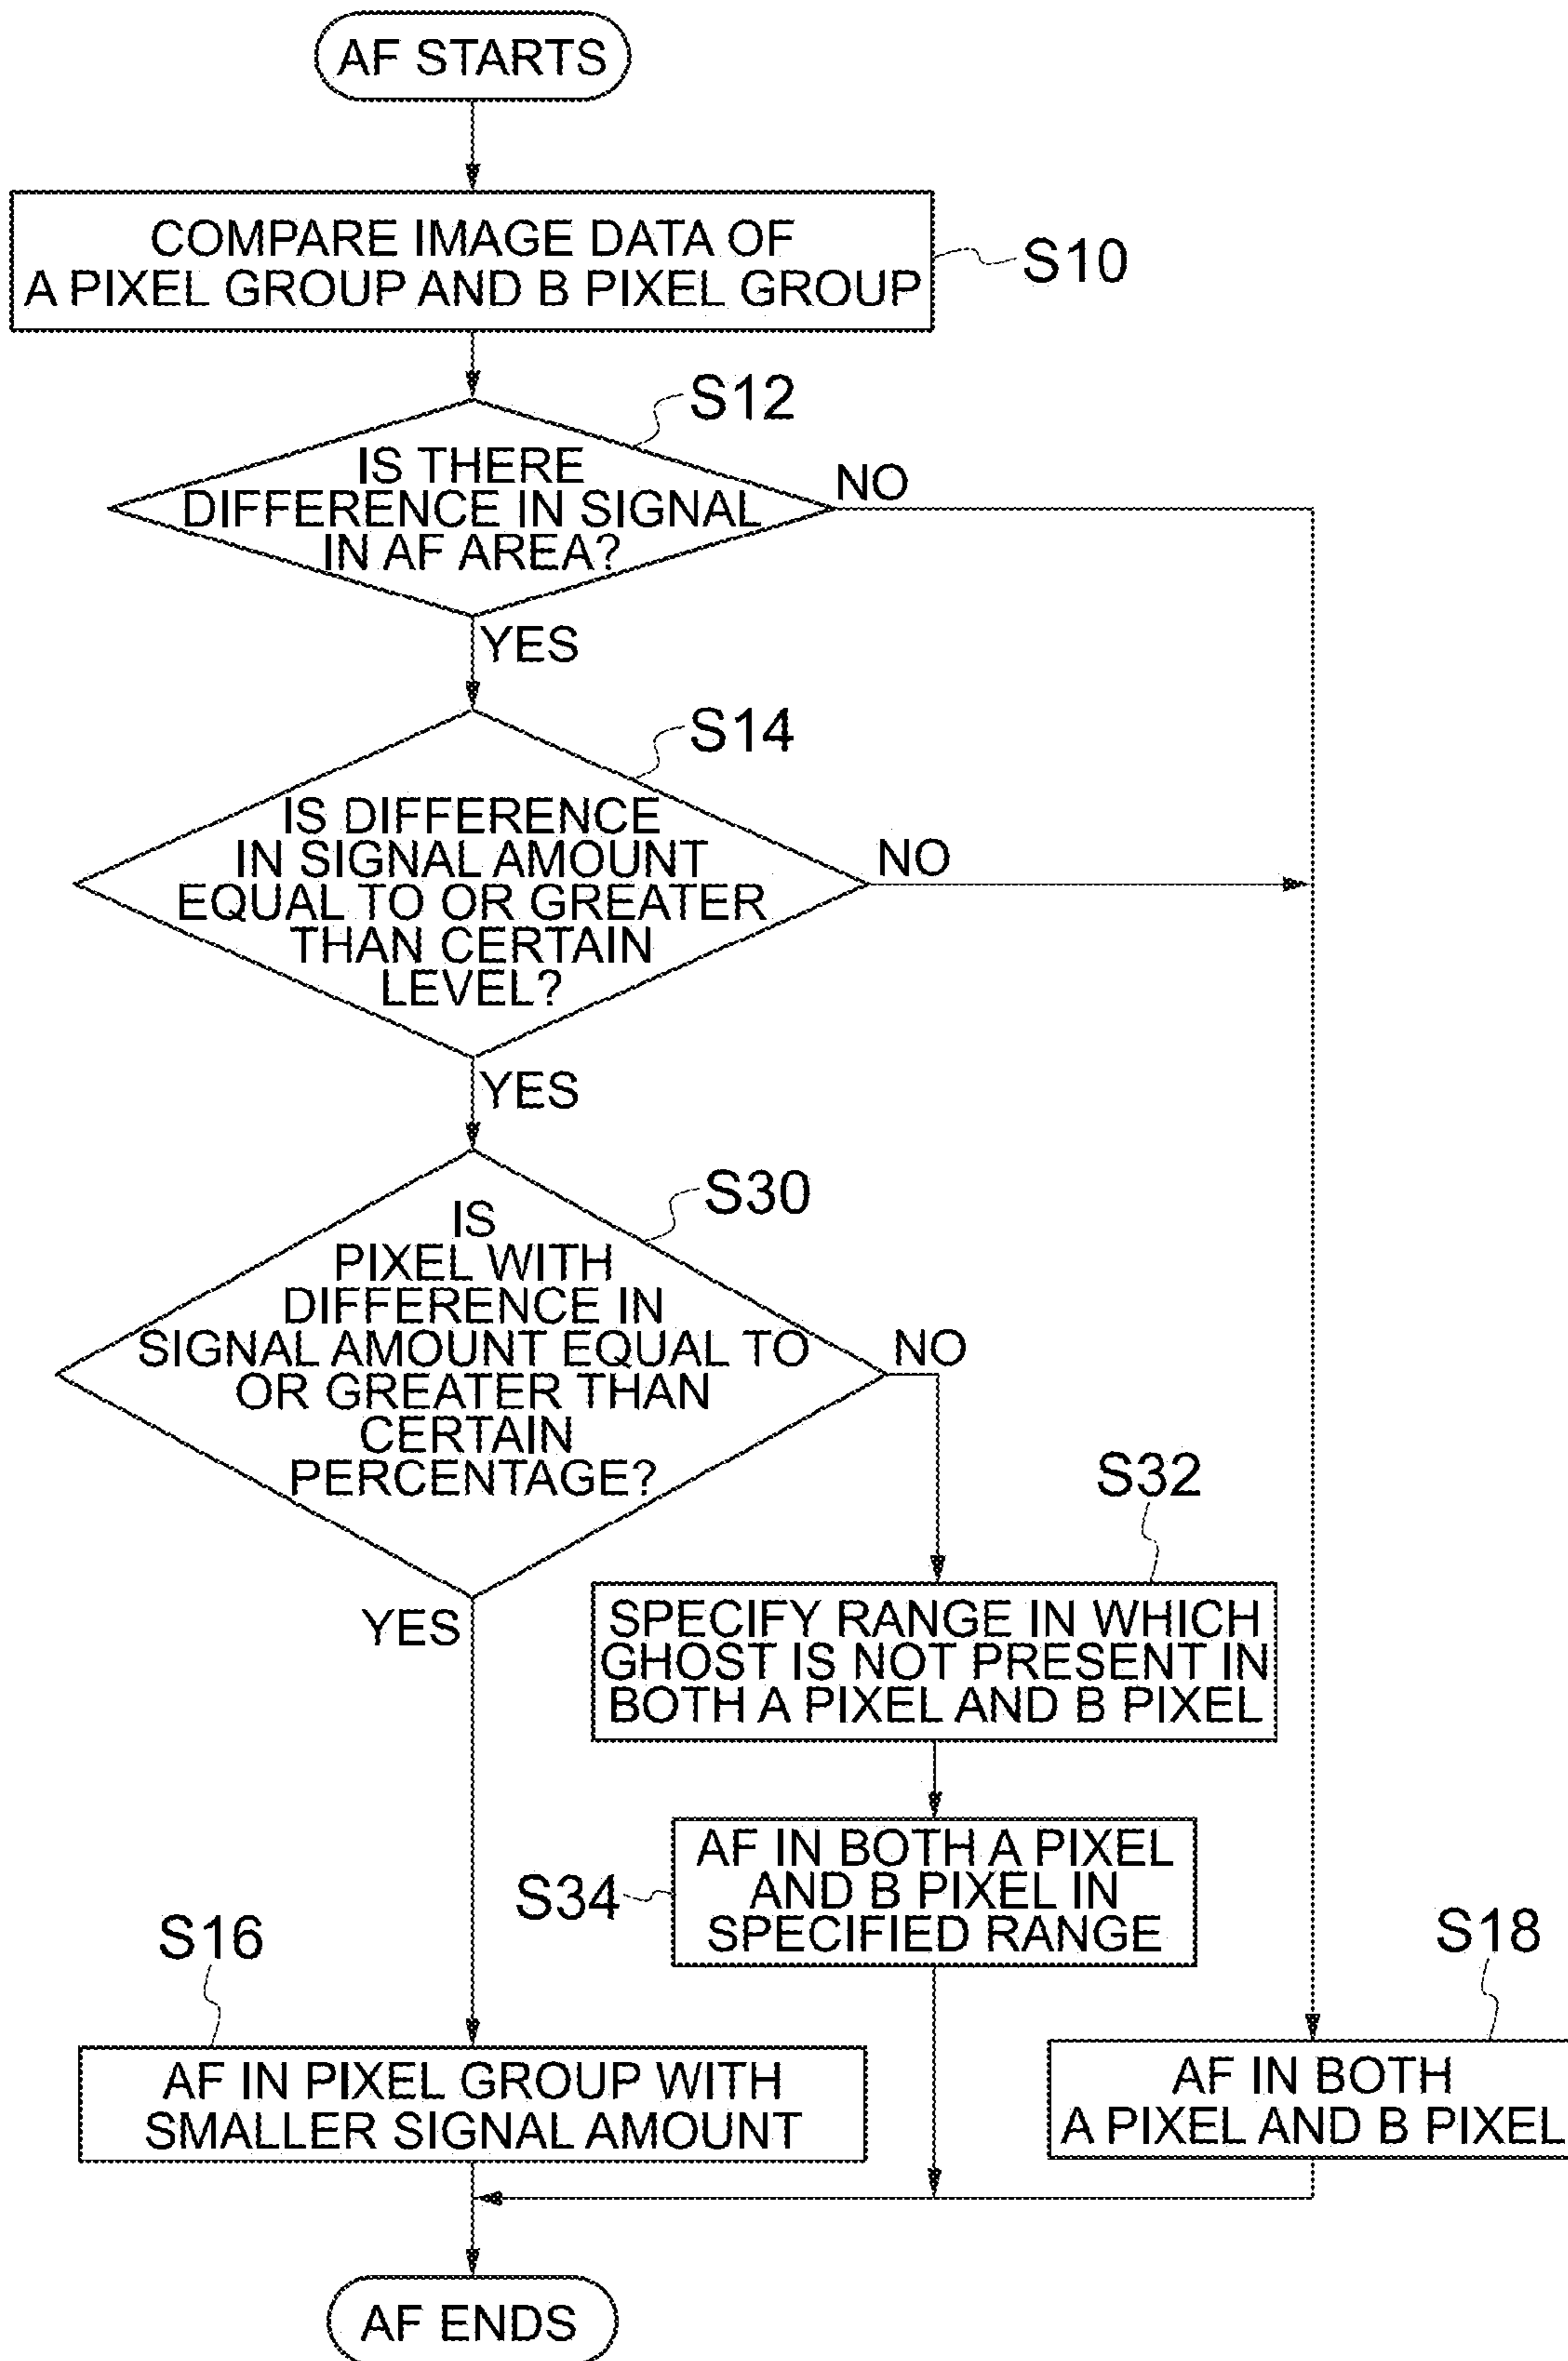 AF STARTS
COMPARE IMAGE DATA OF
A PIXEL GROUP AND B PIXEL GROUP
S10
S12
IS THERE
DIFFERENCE IN SIGNAL
IN AF AREA?
NO
YES
S14
IS DIFFERENCE
IN SIGNAL AMOUNT
EQUAL TO OR GREATER
THAN CERTAIN
LEVEL?
NO
YES
S30
IS
PIXEL WITH
DIFFERENCE IN
SIGNAL AMOUNT EQUAL TO
OR GREATER THAN
CERTAIN
PERCENTAGE?
NO
YES
S32
SPECIFY RANGE IN WHICH
GHOST IS NOT PRESENT IN
BOTH A PIXEL AND B PIXEL
S34
AF IN BOTH A PIXEL
AND B PIXEL IN
SPECIFIED RANGE
S16
AF IN PIXEL GROUP WITH
SMALLER SIGNAL AMOUNT
S18
AF IN BOTH
A PIXEL AND B PIXEL
AF ENDS